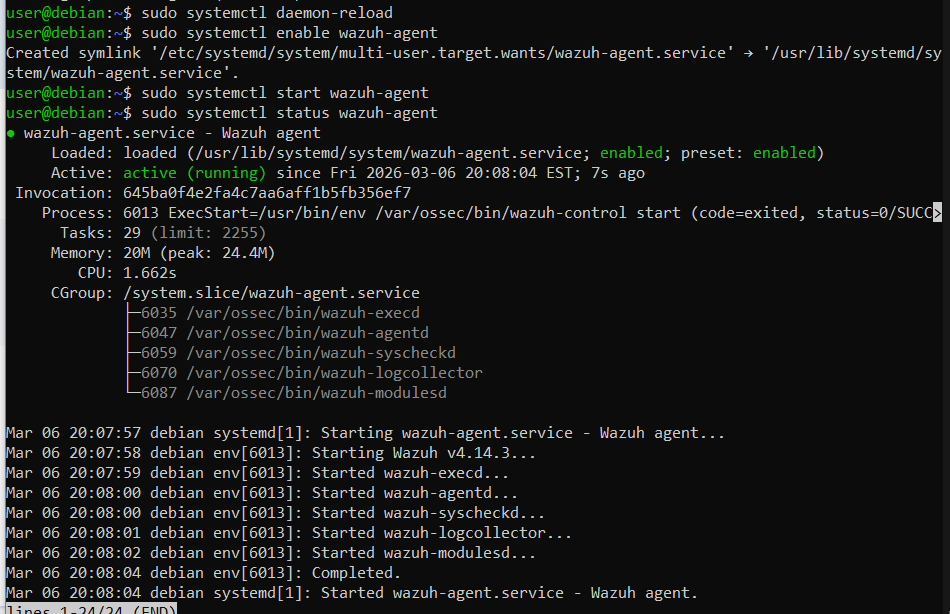 user@debian:~$ sudo systemctl daemon-reload
user@debian:~$ sudo systemctl enable wazuh-agent
Created symlink '/etc/systemd/system/multi-user.target.wants/wazuh-agent.service' → '/usr/lib/systemd/sy
stem/wazuh-agent.service'.
user@debian:~$ sudo systemctl start wazuh-agent
user@debian:~$ sudo systemctl status wazuh-agent
● wazuh-agent.service - Wazuh agent
     Loaded: loaded (/usr/lib/systemd/system/wazuh-agent.service; enabled; preset: enabled)
     Active: active (running) since Fri 2026-03-06 20:08:04 EST; 7s ago
 Invocation: 645ba0f4e2fa4c7aa6aff1b5fb356ef7
    Process: 6013 ExecStart=/usr/bin/env /var/ossec/bin/wazuh-control start (code=exited, status=0/SUCC>
      Tasks: 29 (limit: 2255)
     Memory: 20M (peak: 24.4M)
        CPU: 1.662s
     CGroup: /system.slice/wazuh-agent.service
             ├─6035 /var/ossec/bin/wazuh-execd
             ├─6047 /var/ossec/bin/wazuh-agentd
             ├─6059 /var/ossec/bin/wazuh-syscheckd
             ├─6070 /var/ossec/bin/wazuh-logcollector
             └─6087 /var/ossec/bin/wazuh-modulesd

Mar 06 20:07:57 debian systemd[1]: Starting wazuh-agent.service - Wazuh agent...
Mar 06 20:07:58 debian env[6013]: Starting Wazuh v4.14.3...
Mar 06 20:07:59 debian env[6013]: Started wazuh-execd...
Mar 06 20:08:00 debian env[6013]: Started wazuh-agentd...
Mar 06 20:08:00 debian env[6013]: Started wazuh-syscheckd...
Mar 06 20:08:01 debian env[6013]: Started wazuh-logcollector...
Mar 06 20:08:02 debian env[6013]: Started wazuh-modulesd...
Mar 06 20:08:04 debian env[6013]: Completed.
Mar 06 20:08:04 debian systemd[1]: Started wazuh-agent.service - Wazuh agent.
lines 1-24/24 (END)